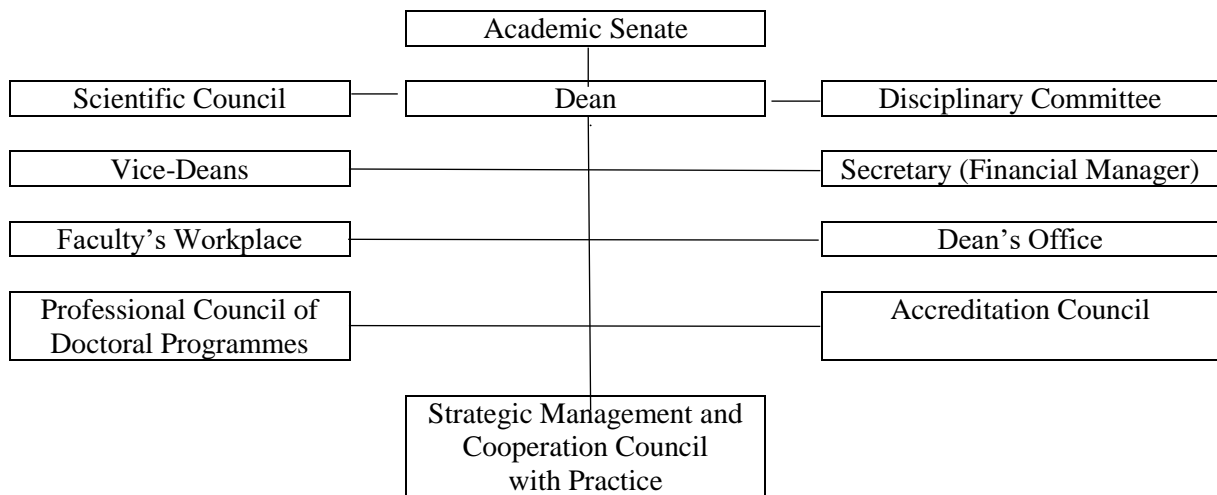 Academic Senate
Scientific Council
Dean
Disciplinary Committee
Vice-Deans
Secretary (Financial Manager)
Faculty’s Workplace
Dean’s Office
Professional Council of
Doctoral Programmes
Accreditation Council
Strategic Management and
Cooperation Council
with Practice